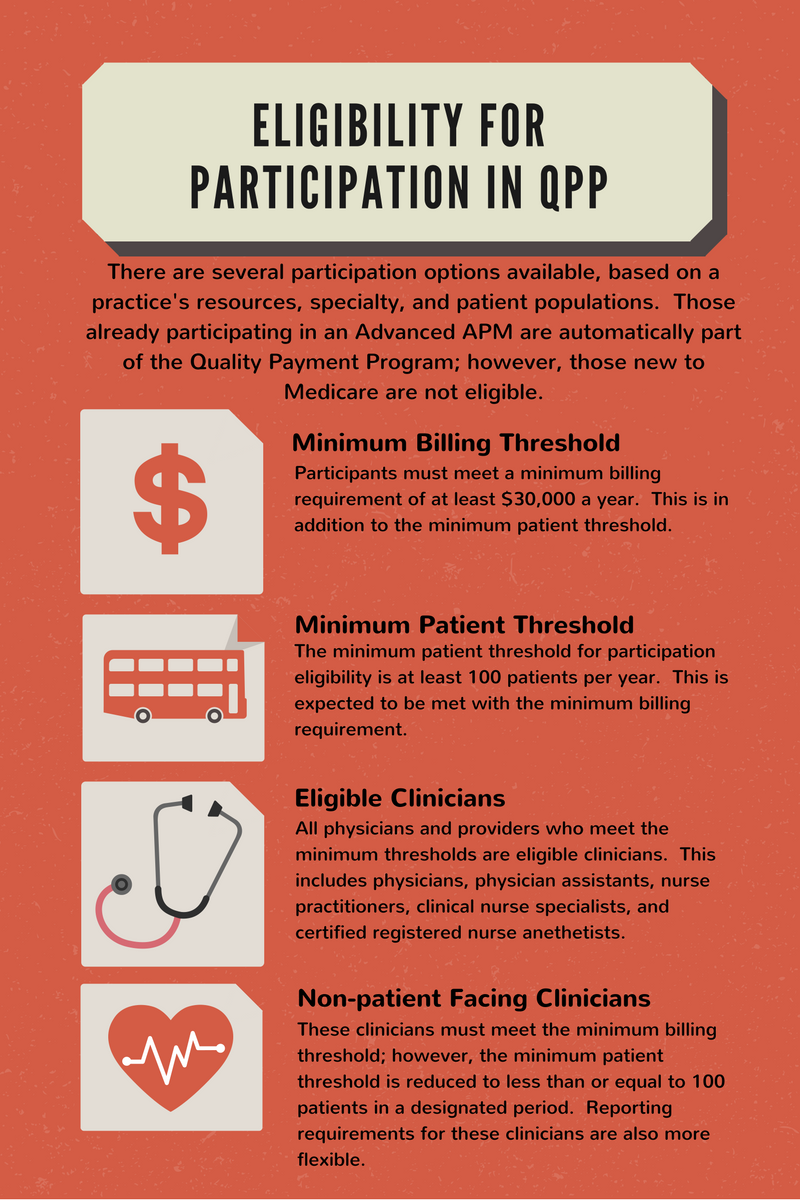 ELIGIBILITY FOR
PARTICIPATION IN QPP
There are several participation options available, based on a
practice's resources, specialty, and patient populations.  Those
already participating in an Advanced APM are automatically part
of the Quality Payment Program; however, those new to
Medicare are not eligible.
$
Minimum Billing Threshold
Participants must meet a minimum billing
requirement of at least $30,000 a year.  This is in
addition to the minimum patient threshold.
Minimum Patient Threshold
The minimum patient threshold for participation
eligibility is at least 100 patients per year.  This is
expected to be met with the minimum billing
requirement.
Eligible Clinicians
All physicians and providers who meet the
minimum thresholds are eligible clinicians.  This
includes physicians, physician assistants, nurse
practitioners, clinical nurse specialists, and
certified registered nurse anethetists.
Non-patient Facing Clinicians
These clinicians must meet the minimum billing
threshold; however, the minimum patient
threshold is reduced to less than or equal to 100
patients in a designated period.  Reporting
requirements for these clinicians are also more
flexible.